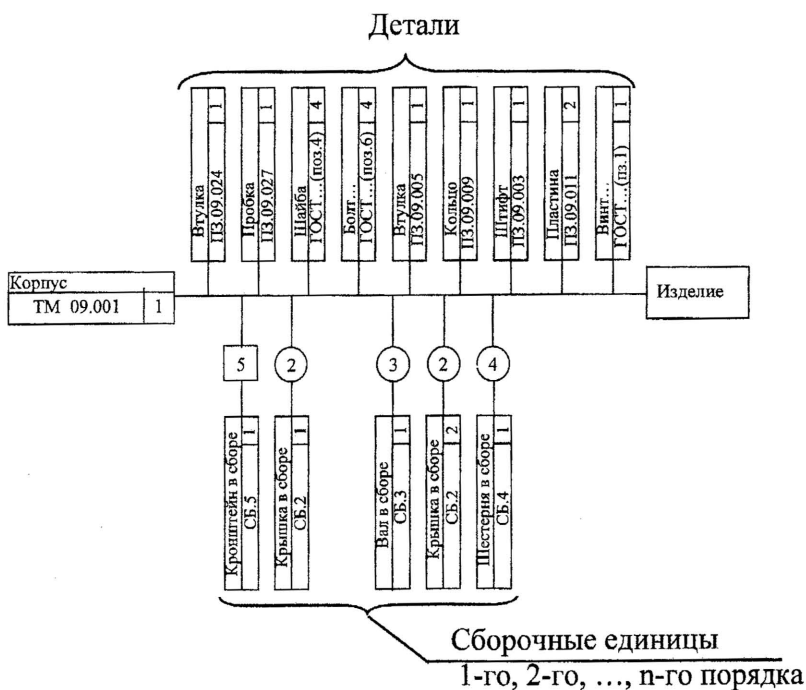 Детали
Втулка
ПЗ.09.024
1
Пробка
ПЗ.09.027
1
Шайба
ГОСТ...(поз.4)
4
Болт...
ГОСТ...(поз.6)
4
Втулка
ПЗ.09.005
1
Кольцо
ПЗ.09.009
1
Штифт
ПЗ.09.003
1
Пластина
ПЗ.09.011
2
Винт...
ГОСТ...(пз.1)
1
Корпус
ТМ 09.001
1
Изделие
5
2
3
2
4
Кронштейн в сборе
СБ.5
1
Крышка в сборе
СБ.2
1
Вал в сборе
СБ.3
1
Крышка в сборе
СБ.2
2
Шестерня в сборе
СБ.4
1
Сборочные единицы
1-го, 2-го, ..., n-го порядка